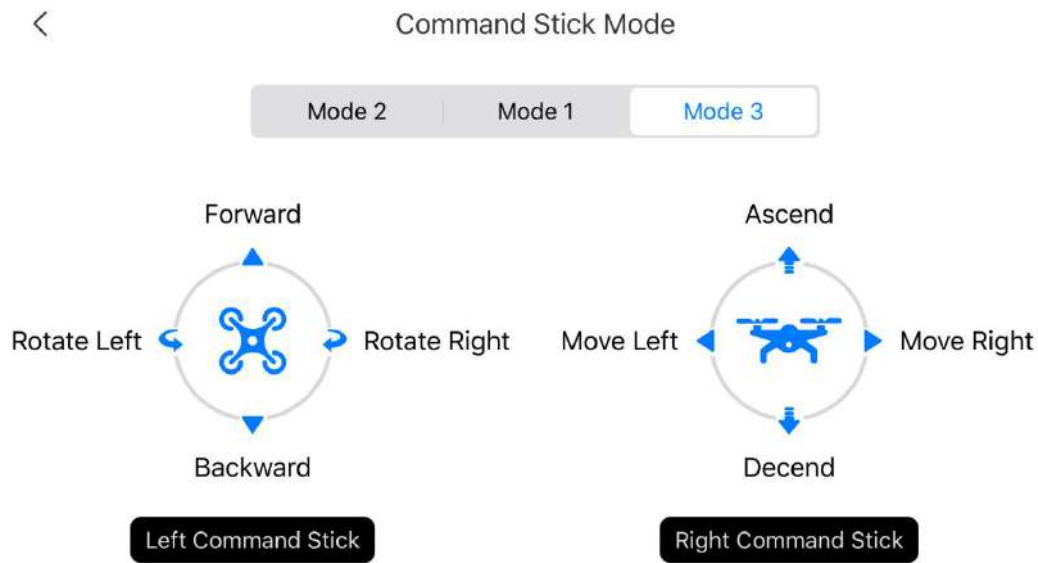 Command Stick Mode
Mode 2 Mode 1 Mode 3
Forward Ascend
Rotate Left Rotate Right Move Left Move Right
Backward Decend
Left Command Stick Right Command Stick